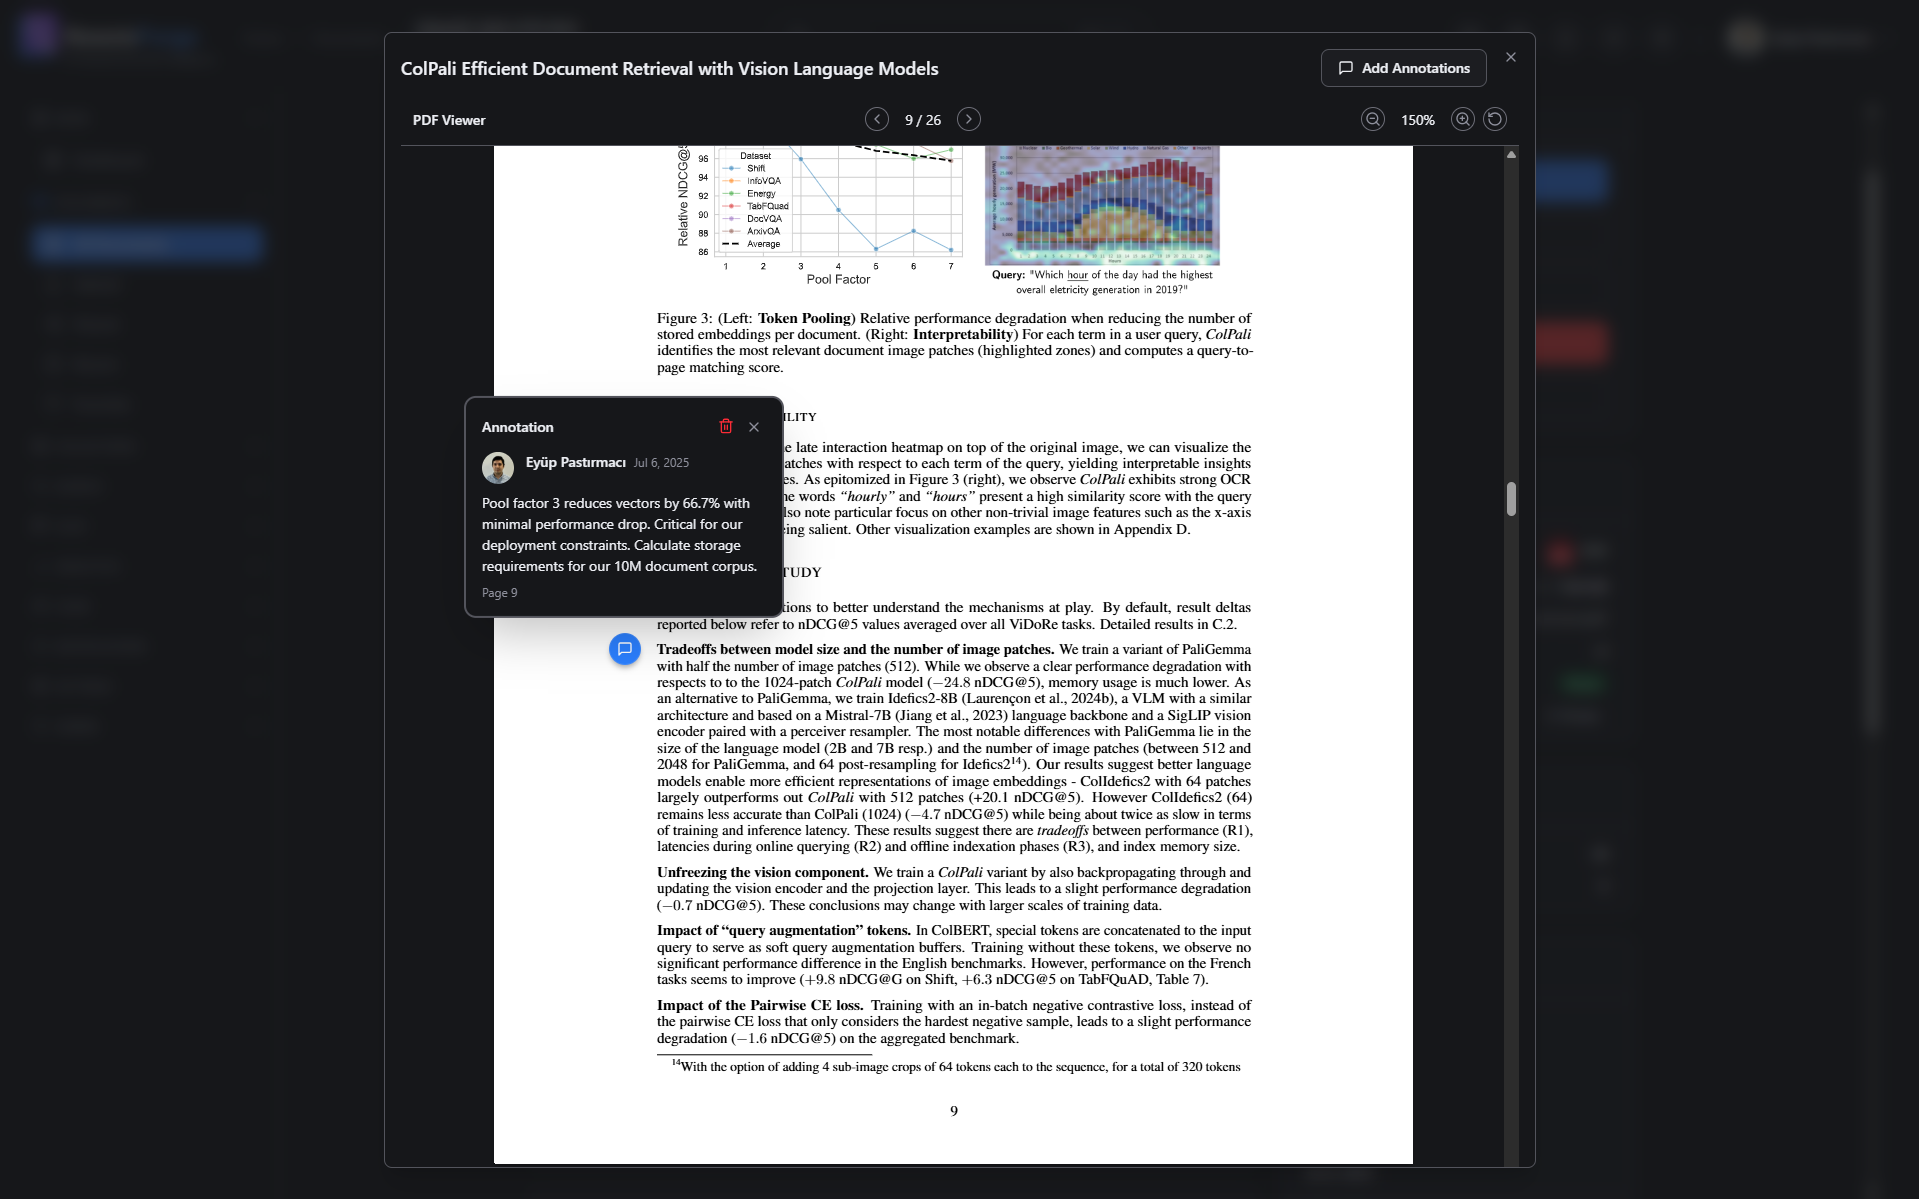 ColPali Efficient Document Retrieval with Vision Language Models
Add Annotations
PDF Viewer
9 / 26
150%
Relative NDCG@5
96
94
92
90
88
86
Dataset
Shift
InfoVQA
Energy
TabFQuad
DocVQA
ArxivQA
Average
1 2 3 4 5 6 7
Pool Factor
Hours
Query: "Which hour of the day had the highest
overall eletricity generation in 2019?"
Figure 3: (Left: Token Pooling) Relative performance degradation when reducing the number of
stored embeddings per document. (Right: Interpretability) For each term in a user query, ColPali
identifies the most relevant document image patches (highlighted zones) and computes a query-to-
page matching score.
ILITY
e late interaction heatmap on top of the original image, we can visualize the
atches with respect to each term of the query, yielding interpretable insights
es. As epitomized in Figure 3 (right), we observe ColPali exhibits strong OCR
he words “hourly” and “hours” present a high similarity score with the query
lso note particular focus on other non-trivial image features such as the x-axis
ing salient. Other visualization examples are shown in Appendix D.
TUDY
tions to better understand the mechanisms at play. By default, result deltas
reported below refer to nDCG@5 values averaged over all ViDoRe tasks. Detailed results in C.2.
Annotation
Eyüp Pastırmacı Jul 6, 2025
Pool factor 3 reduces vectors by 66.7% with
minimal performance drop. Critical for our
deployment constraints. Calculate storage
requirements for our 10M document corpus.
Page 9
Tradeoffs between model size and the number of image patches. We train a variant of PaliGemma
with half the number of image patches (512). While we observe a clear performance degradation with
respects to to the 1024-patch ColPali model (−24.8 nDCG@5), memory usage is much lower. As
an alternative to PaliGemma, we train Idefics2-8B (Laurençon et al., 2024b), a VLM with a similar
architecture and based on a Mistral-7B (Jiang et al., 2023) language backbone and a SigLIP vision
encoder paired with a perceiver resampler. The most notable differences with PaliGemma lie in the
size of the language model (2B and 7B resp.) and the number of image patches (between 512 and
2048 for PaliGemma, and 64 post-resampling for Idefics2¹⁴). Our results suggest better language
models enable more efficient representations of image embeddings - ColIdefics2 with 64 patches
largely outperforms out ColPali with 512 patches (+20.1 nDCG@5). However ColIdefics2 (64)
remains less accurate than ColPali (1024) (−4.7 nDCG@5) while being about twice as slow in terms
of training and inference latency. These results suggest there are tradeoffs between performance (R1),
latencies during online querying (R2) and offline indexation phases (R3), and index memory size.
Unfreezing the vision component. We train a ColPali variant by also backpropagating through and
updating the vision encoder and the projection layer. This leads to a slight performance degradation
(−0.7 nDCG@5). These conclusions may change with larger scales of training data.
Impact of “query augmentation” tokens. In ColBERT, special tokens are concatenated to the input
query to serve as soft query augmentation buffers. Training without these tokens, we observe no
significant performance difference in the English benchmarks. However, performance on the French
tasks seems to improve (+9.8 nDCG@G on Shift, +6.3 nDCG@5 on TabFQuAD, Table 7).
Impact of the Pairwise CE loss. Training with an in-batch negative contrastive loss, instead of
the pairwise CE loss that only considers the hardest negative sample, leads to a slight performance
degradation (−1.6 nDCG@5) on the aggregated benchmark.
¹⁴With the option of adding 4 sub-image crops of 64 tokens each to the sequence, for a total of 320 tokens
9